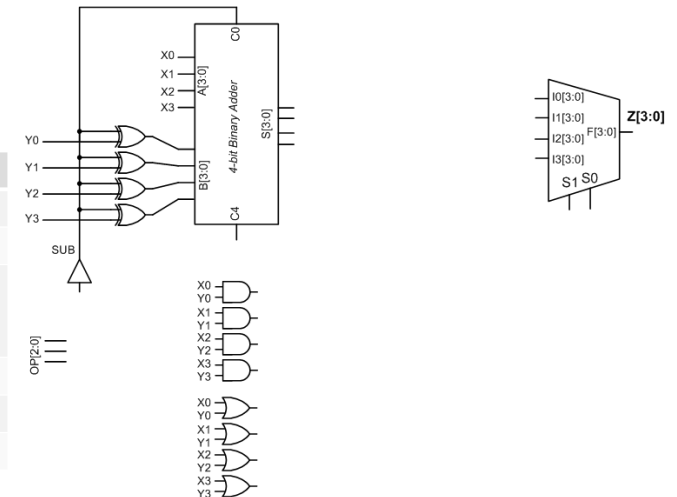 C0
X0
X1
X2
X3
A[3:0]
4-bit Binary Adder
S[3:0]
B[3:0]
C4
Y0
Y1
Y2
Y3
SUB
OP[2:0]
X0
Y0
X1
Y1
X2
Y2
X3
Y3
X0
Y0
X1
Y1
X2
Y2
X3
Y3
I0[3:0]
I1[3:0]
I2[3:0]
I3[3:0]
F[3:0]
Z[3:0]
S1 S0